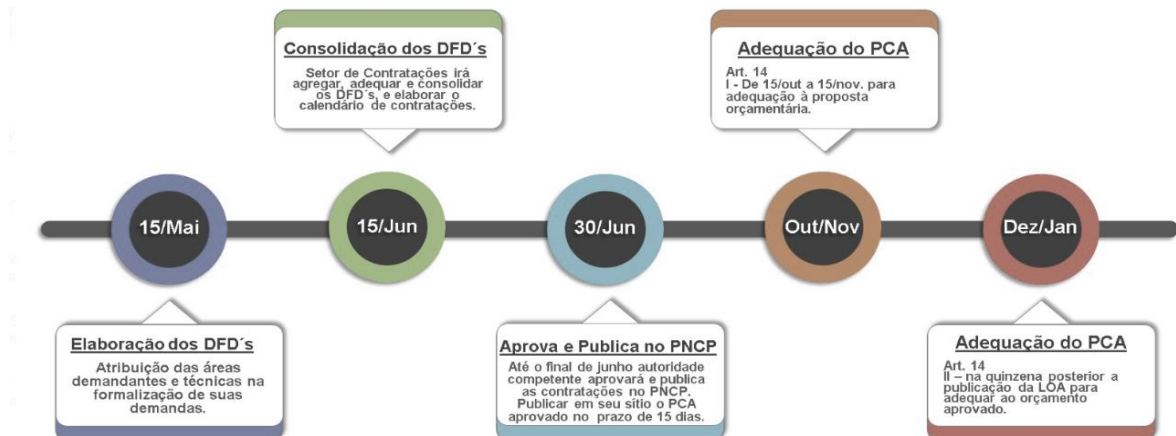 Consolidação dos DFD´s
Setor de Contratações irá
agregar, adequar e consolidar
os DFD´s, e elaborar o
calendário de contratações.
Adequação do PCA
Art. 14
I - De 15/out a 15/nov. para
adequação à proposta
orçamentária.
15/Mai
15/Jun
30/Jun
Out/Nov
Dez/Jan
Elaboração dos DFD´s
Atribuição das áreas
demandantes e técnicas na
formalização de suas
demandas.
Aprova e Publica no PNCP
Até o final de junho autoridade
competente aprovará e publica
as contratações no PNCP.
Publicar em seu sítio o PCA
aprovado no prazo de 15 dias.
Adequação do PCA
Art. 14
II – na quinzena posterior a
publicação da LOA para
adequar ao orçamento
aprovado.